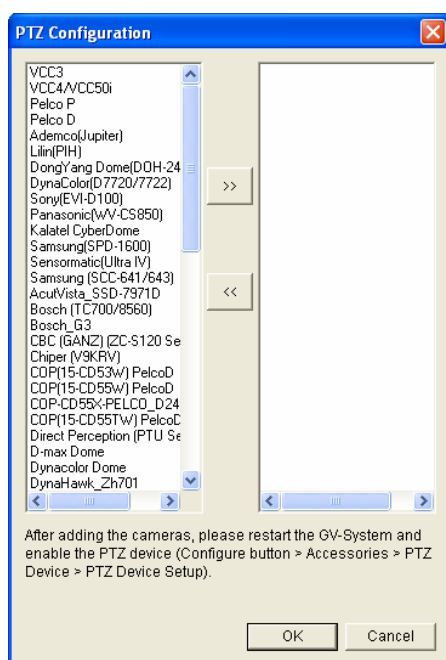 PTZ Configuration
VCC3
VCC4/VCC50i
Pelco P
Pelco D
Ademco(Jupiter)
Lilin(PIH)
DongYang Dome(DOH-24
DynaColor(D7720/7722)
Sony(EVI-D100)
Panasonic(WV-CS850)
Kalatel CyberDome
Samsung(SPD-1600)
Sensormatic(Ultra IV)
Samsung (SCC-641/643)
AcutVista_SSD-7971D
Bosch (TC700/8560)
Bosch_G3
CBC (GANZ) (ZC-S120 Se
Chiper (V9KRV)
COP(15-CD53W) PelcoD
COP(15-CD55W) PelcoD
COP-CD55X-PELCO_D24
COP(15-CD55TW) PelcoD
Direct Perception (PTU Se
D-max Dome
Dynacolor Dome
DynaHawk_Zh701
>>
<<
After adding the cameras, please restart the GV-System and
enable the PTZ device (Configure button > Accessories > PTZ
Device > PTZ Device Setup).
OK
Cancel